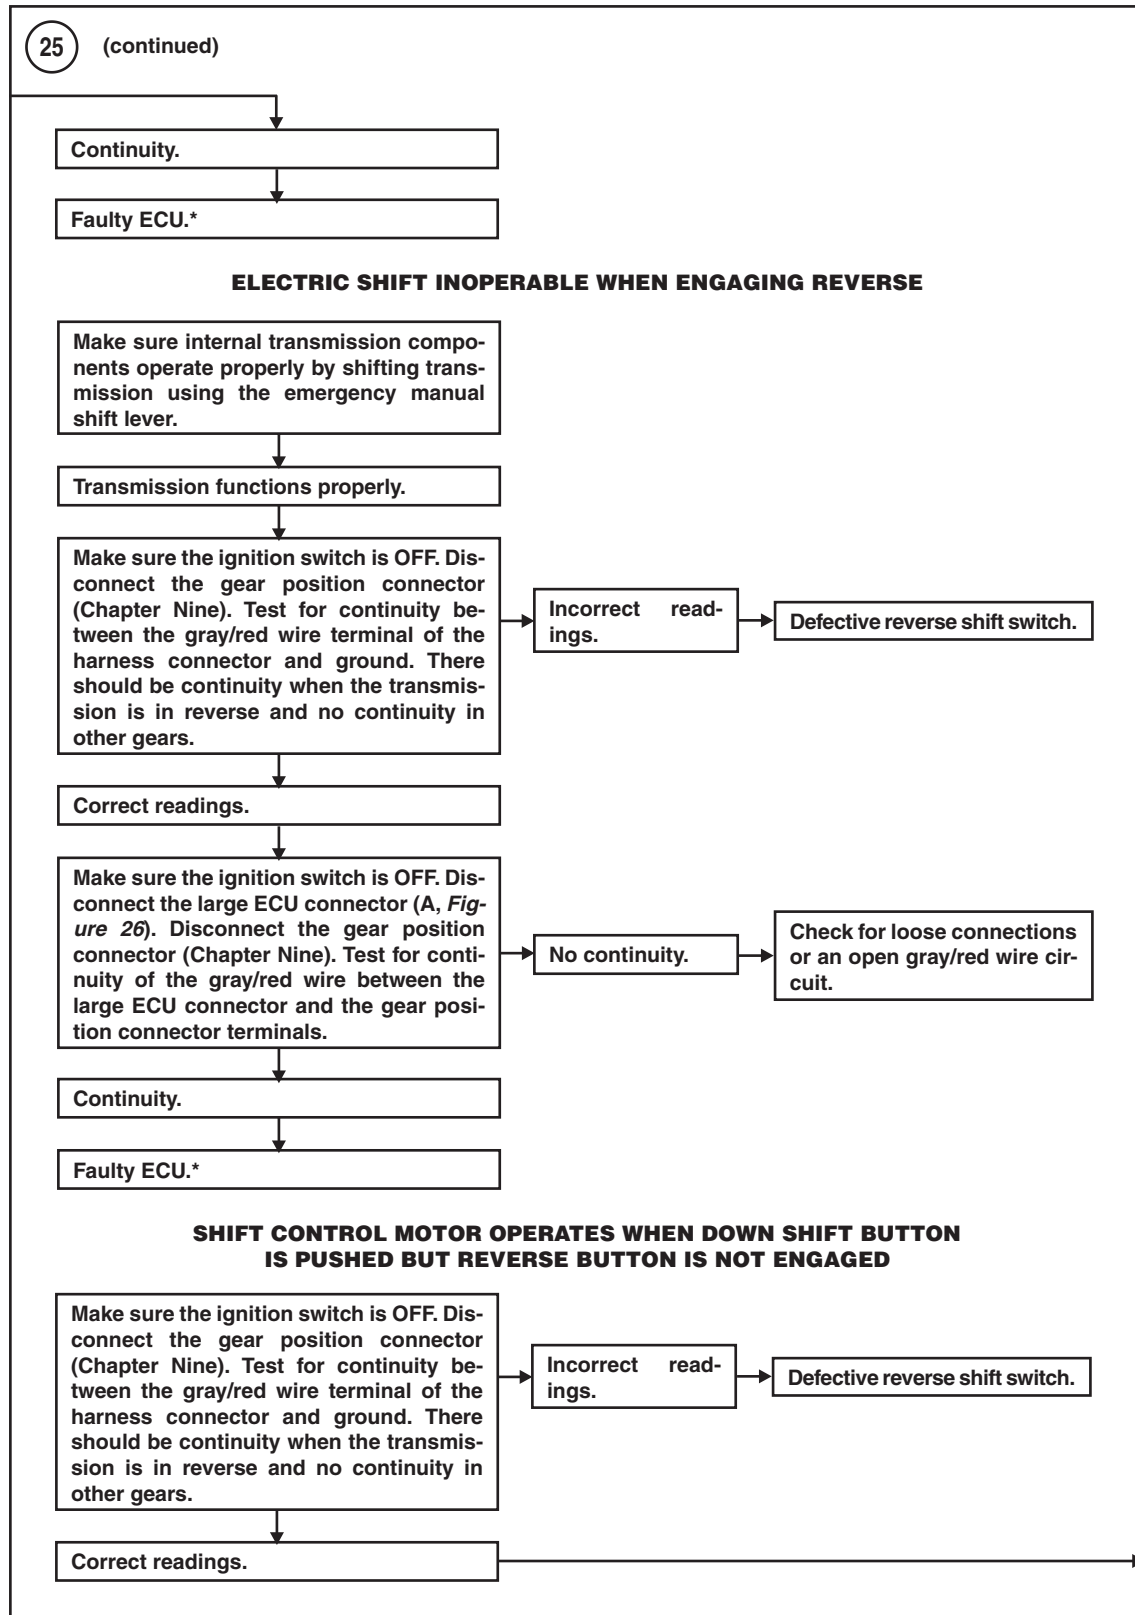 25 (continued)
Continuity.
Faulty ECU.*
ELECTRIC SHIFT INOPERABLE WHEN ENGAGING REVERSE
Make sure internal transmission compo-
nents operate properly by shifting trans-
mission using the emergency manual
shift lever.
Transmission functions properly.
Make sure the ignition switch is OFF. Dis-
connect the gear position connector
(Chapter Nine). Test for continuity be-
tween the gray/red wire terminal of the
harness connector and ground. There
should be continuity when the transmis-
sion is in reverse and no continuity in
other gears.
Incorrect read-
ings.
Defective reverse shift switch.
Correct readings.
Make sure the ignition switch is OFF. Dis-
connect the large ECU connector (A, Fig-
ure 26). Disconnect the gear position
connector (Chapter Nine). Test for conti-
nuity of the gray/red wire between the
large ECU connector and the gear posi-
tion connector terminals.
No continuity.
Check for loose connections
or an open gray/red wire cir-
cuit.
Continuity.
Faulty ECU.*
SHIFT CONTROL MOTOR OPERATES WHEN DOWN SHIFT BUTTON
IS PUSHED BUT REVERSE BUTTON IS NOT ENGAGED
Make sure the ignition switch is OFF. Dis-
connect the gear position connector
(Chapter Nine). Test for continuity be-
tween the gray/red wire terminal of the
harness connector and ground. There
should be continuity when the transmis-
sion is in reverse and no continuity in
other gears.
Incorrect read-
ings.
Defective reverse shift switch.
Correct readings.